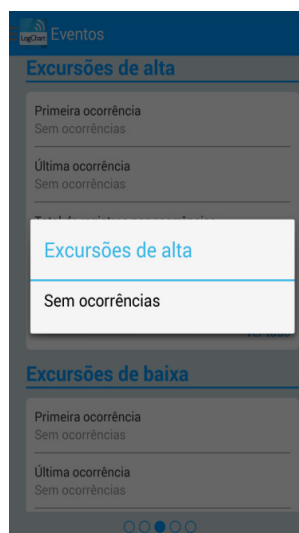 LogChart Eventos
Excursões de alta
Primeira ocorrência
Sem ocorrências
Última ocorrência
Sem ocorrências
Excursões de alta
Sem ocorrências
Excursões de baixa
Primeira ocorrência
Sem ocorrências
Última ocorrência
Sem ocorrências